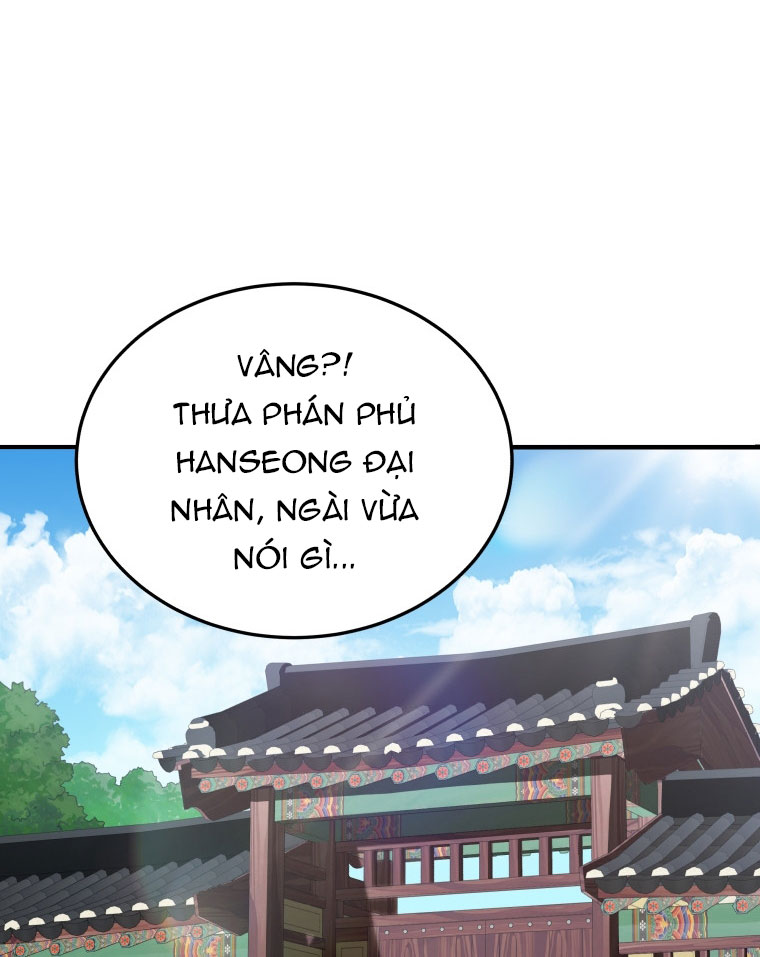 VÂNG?!
THƯA PHÁN PHỦ
HANSEONG ĐẠI
NHÂN, NGÀI VỪA
NÓI GÌ...